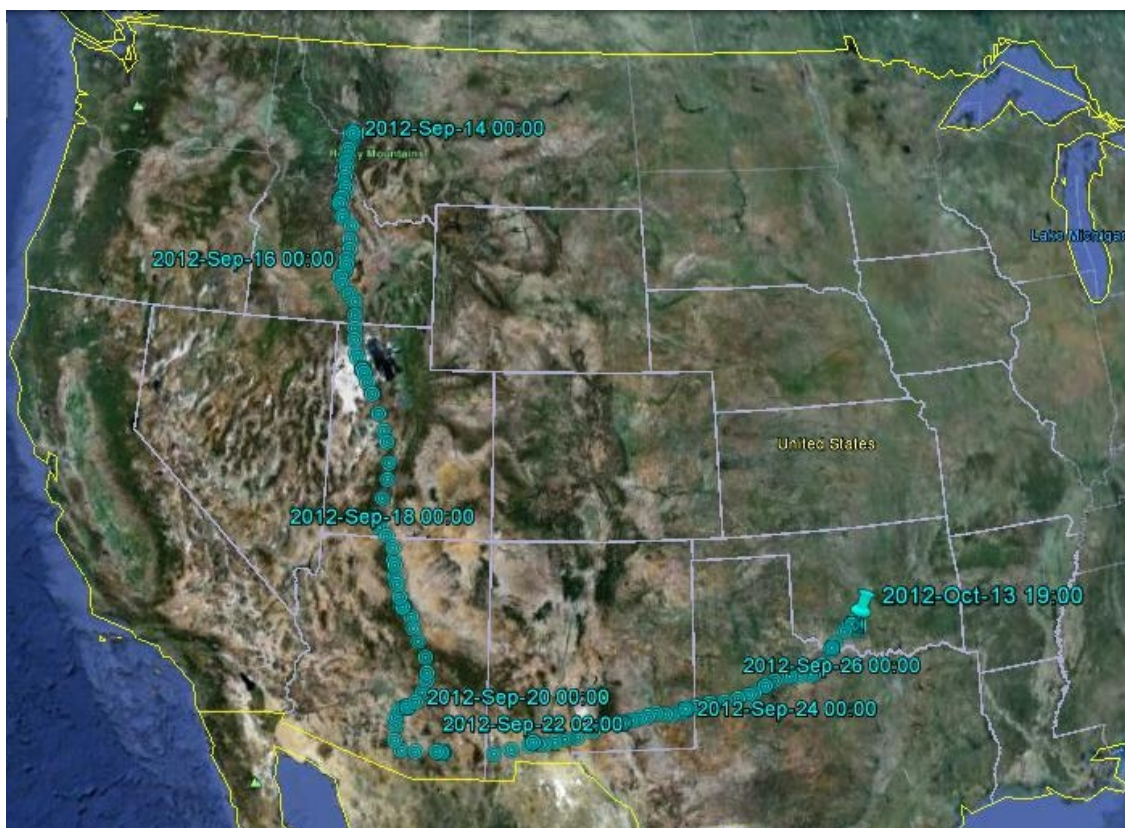 2012-Sep-14 00:00
Rocky Mountains!
2012-Sep-16 00:00
Lake Michigan
United States
2012-Sep-18 00:00
2012-Oct-13 19:00
2012-Sep-26 00:00
2012-Sep-20 00:00
2012-Sep-24 00:00
2012-Sep-22 02:00